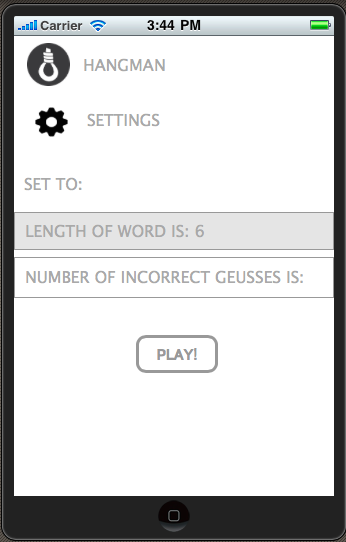 Carrier 3:44 PM
HANGMAN
SETTINGS
SET TO:
LENGTH OF WORD IS: 6
NUMBER OF INCORRECT GEUSSES IS:
PLAY!